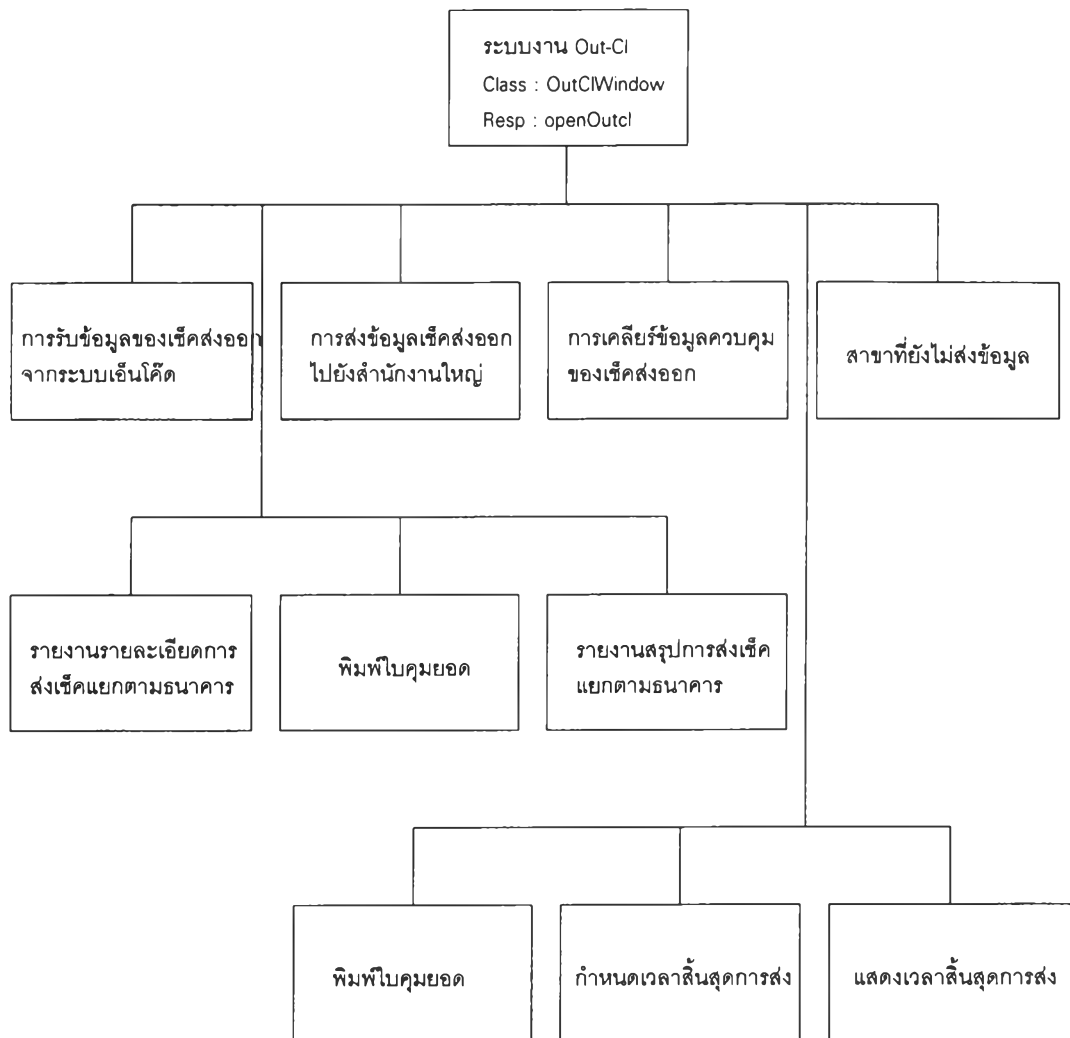 ระบบงาน Out-Cl
Class : OutClWindow
Resp : openOutcl
การรับข้อมูลของเช็คส่งออก
จากระบบเอ็นโค๊ด
การส่งข้อมูลเช็คส่งออก
ไปยังสำนักงานใหญ่
การเคลียร์ข้อมูลควบคุม
ของเช็คส่งออก
สาขาที่ยังไม่ส่งข้อมูล
รายงานรายละเอียดการ
ส่งเช็คแยกตามธนาคาร
พิมพ์ใบคุมยอด
รายงานสรุปการส่งเช็ค
แยกตามธนาคาร
พิมพ์ใบคุมยอด
กำหนดเวลาสิ้นสุดการส่ง
แสดงเวลาสิ้นสุดการส่ง